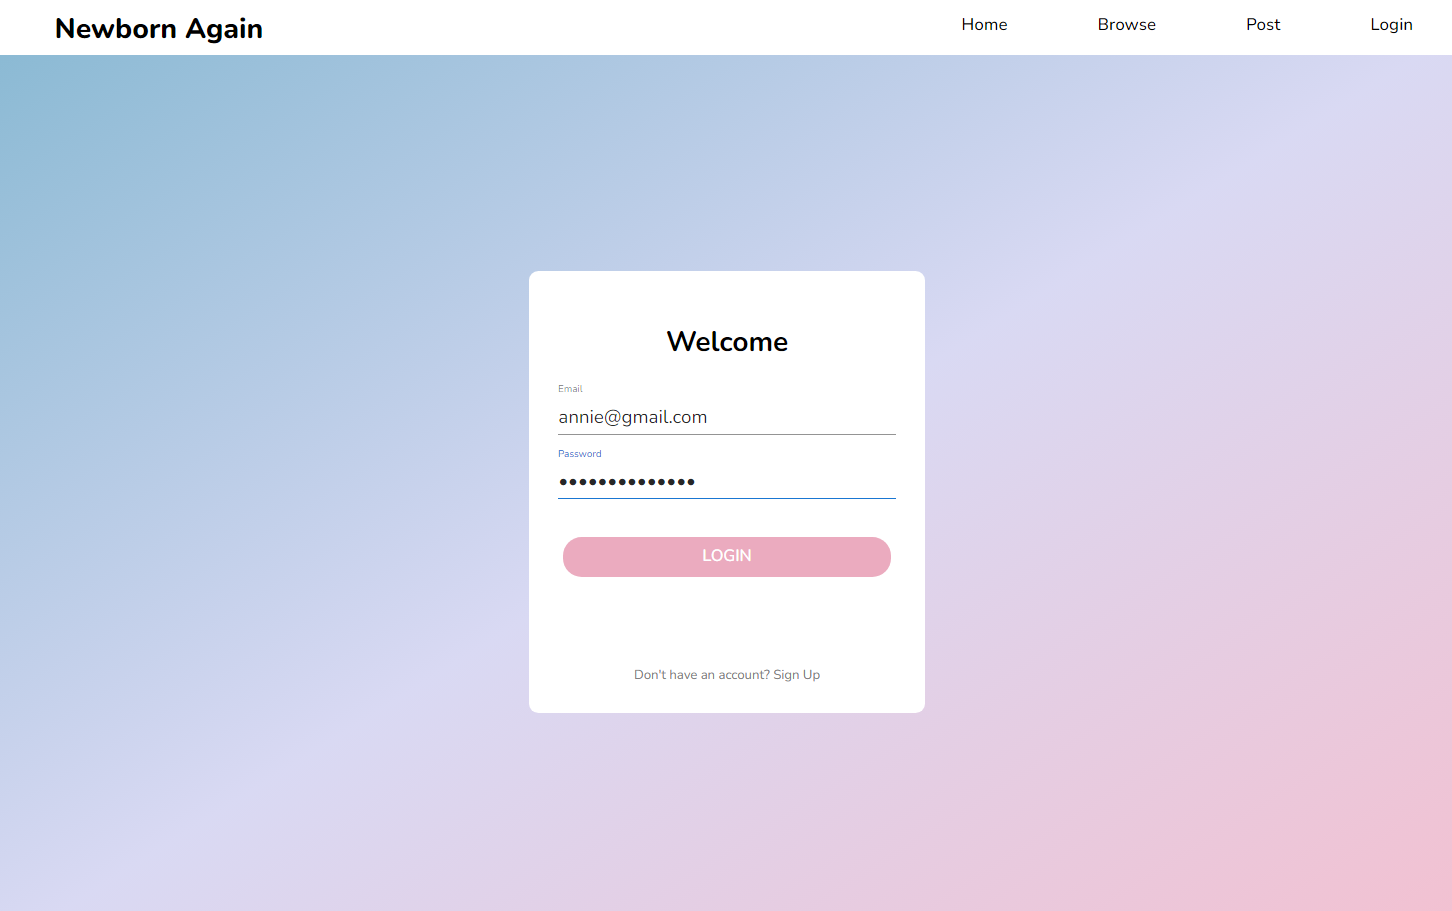 Newborn Again
Home Browse Post Login
Welcome
Email
annie@gmail.com
Password
••••••••••••••
LOGIN
Don't have an account? Sign Up